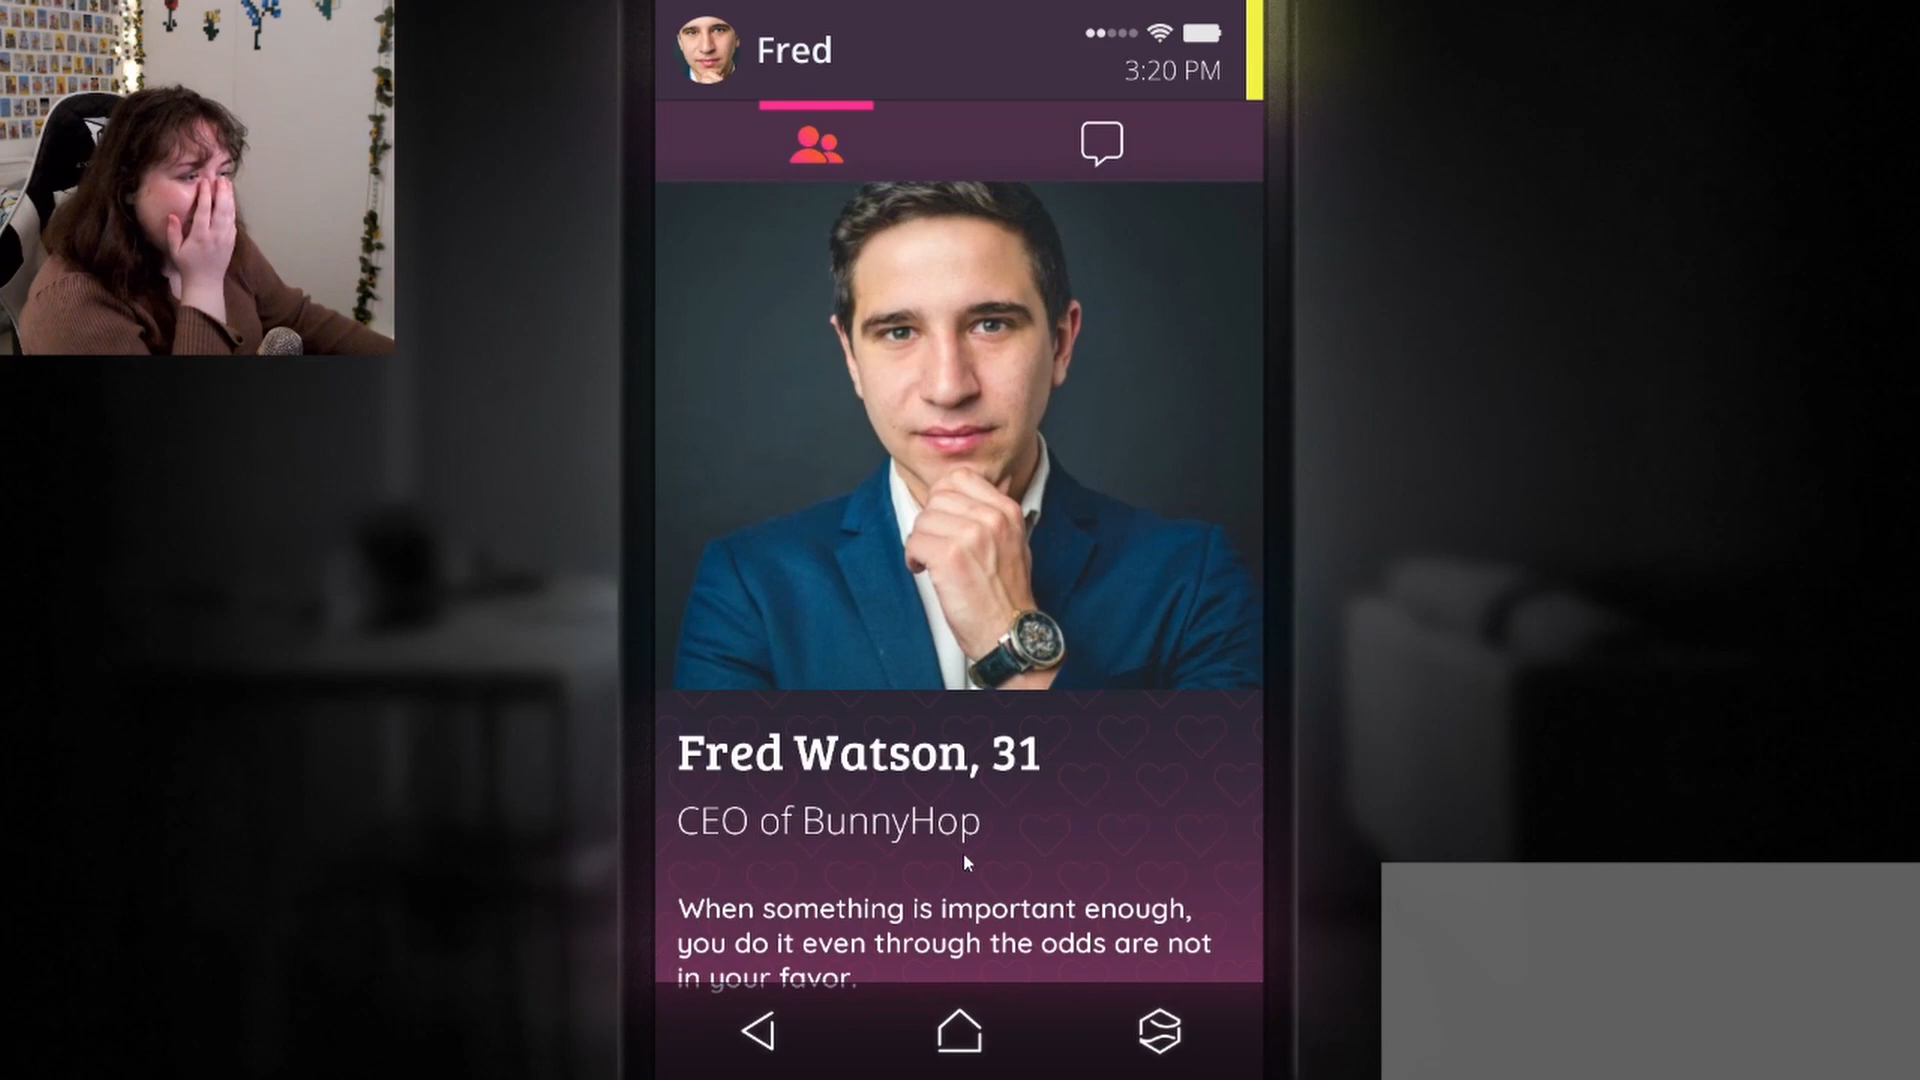 Fred
3:20 PM
Fred Watson, 31
CEO of BunnyHop
When something is important enough,
you do it even through the odds are not
in your favor.